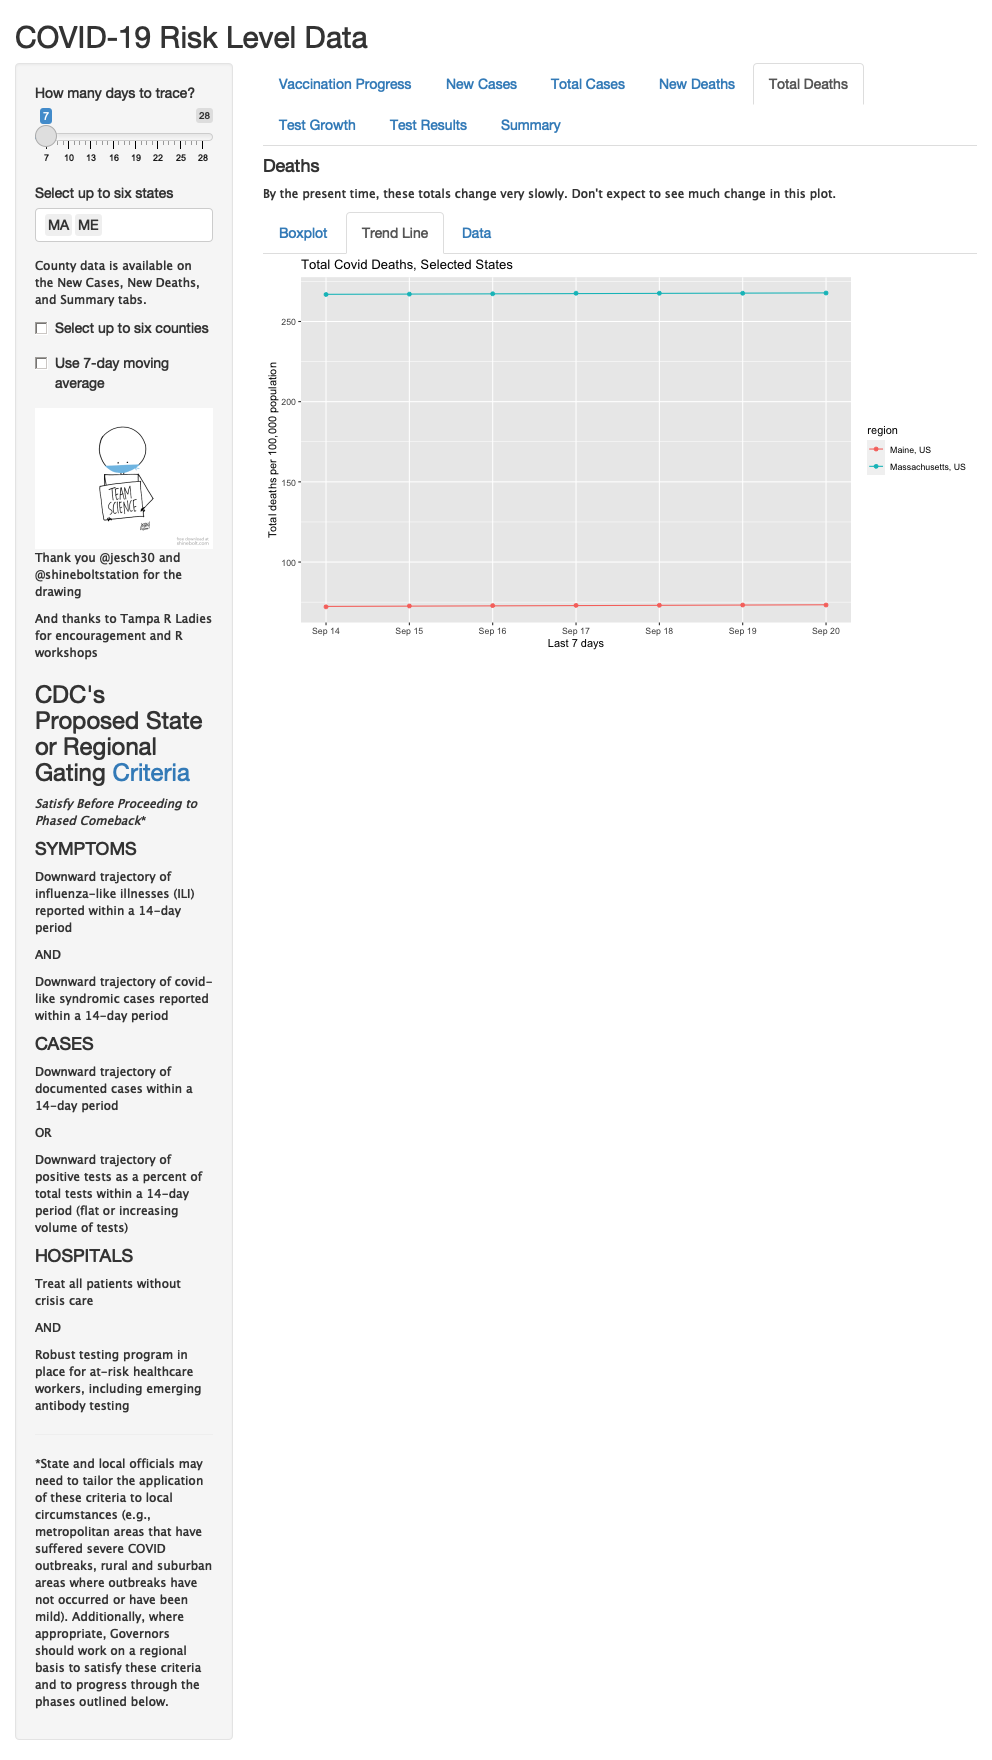 COVID-19 Risk Level Data
How many days to trace?
7
28
7 10 13 16 19 22 25 28
Select up to six states
MA ME
County data is available on
the New Cases, New Deaths,
and Summary tabs.
Select up to six counties
Use 7-day moving
average
TEAM
SCIENCE
free download at
shinebolt.com
Thank you @jesch30 and
@shineboltstation for the
drawing
And thanks to Tampa R Ladies
for encouragement and R
workshops
CDC's
Proposed State
or Regional
Gating Criteria
Satisfy Before Proceeding to
Phased Comeback*
SYMPTOMS
Downward trajectory of
influenza-like illnesses (ILI)
reported within a 14-day
period
AND
Downward trajectory of covid-
like syndromic cases reported
within a 14-day period
CASES
Downward trajectory of
documented cases within a
14-day period
OR
Downward trajectory of
positive tests as a percent of
total tests within a 14-day
period (flat or increasing
volume of tests)
HOSPITALS
Treat all patients without
crisis care
AND
Robust testing program in
place for at-risk healthcare
workers, including emerging
antibody testing
*State and local officials may
need to tailor the application
of these criteria to local
circumstances (e.g.,
metropolitan areas that have
suffered severe COVID
outbreaks, rural and suburban
areas where outbreaks have
not occurred or have been
mild). Additionally, where
appropriate, Governors
should work on a regional
basis to satisfy these criteria
and to progress through the
phases outlined below.
Vaccination Progress New Cases Total Cases New Deaths Total Deaths
Test Growth Test Results Summary
Deaths
By the present time, these totals change very slowly. Don't expect to see much change in this plot.
Boxplot Trend Line Data
Total Covid Deaths, Selected States
Total deaths per 100,000 population
250
200
150
100
Sep 14 Sep 15 Sep 16 Sep 17 Sep 18 Sep 19 Sep 20
Last 7 days
region
Maine, US
Massachusetts, US